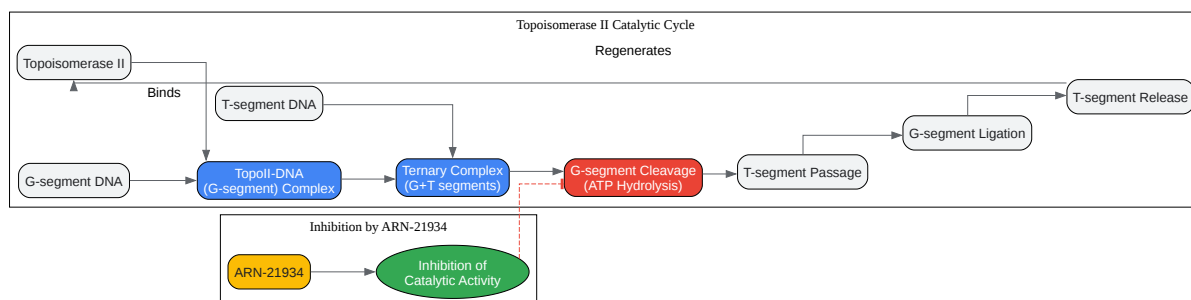 Topoisomerase II Catalytic Cycle
Regenerates
Topoisomerase II
Binds
T-segment DNA
T-segment Release
G-segment Ligation
G-segment DNA
TopoII-DNA
(G-segment) Complex
Ternary Complex
(G+T segments)
G-segment Cleavage
(ATP Hydrolysis)
T-segment Passage
Inhibition by ARN-21934
ARN-21934
Inhibition of
Catalytic Activity